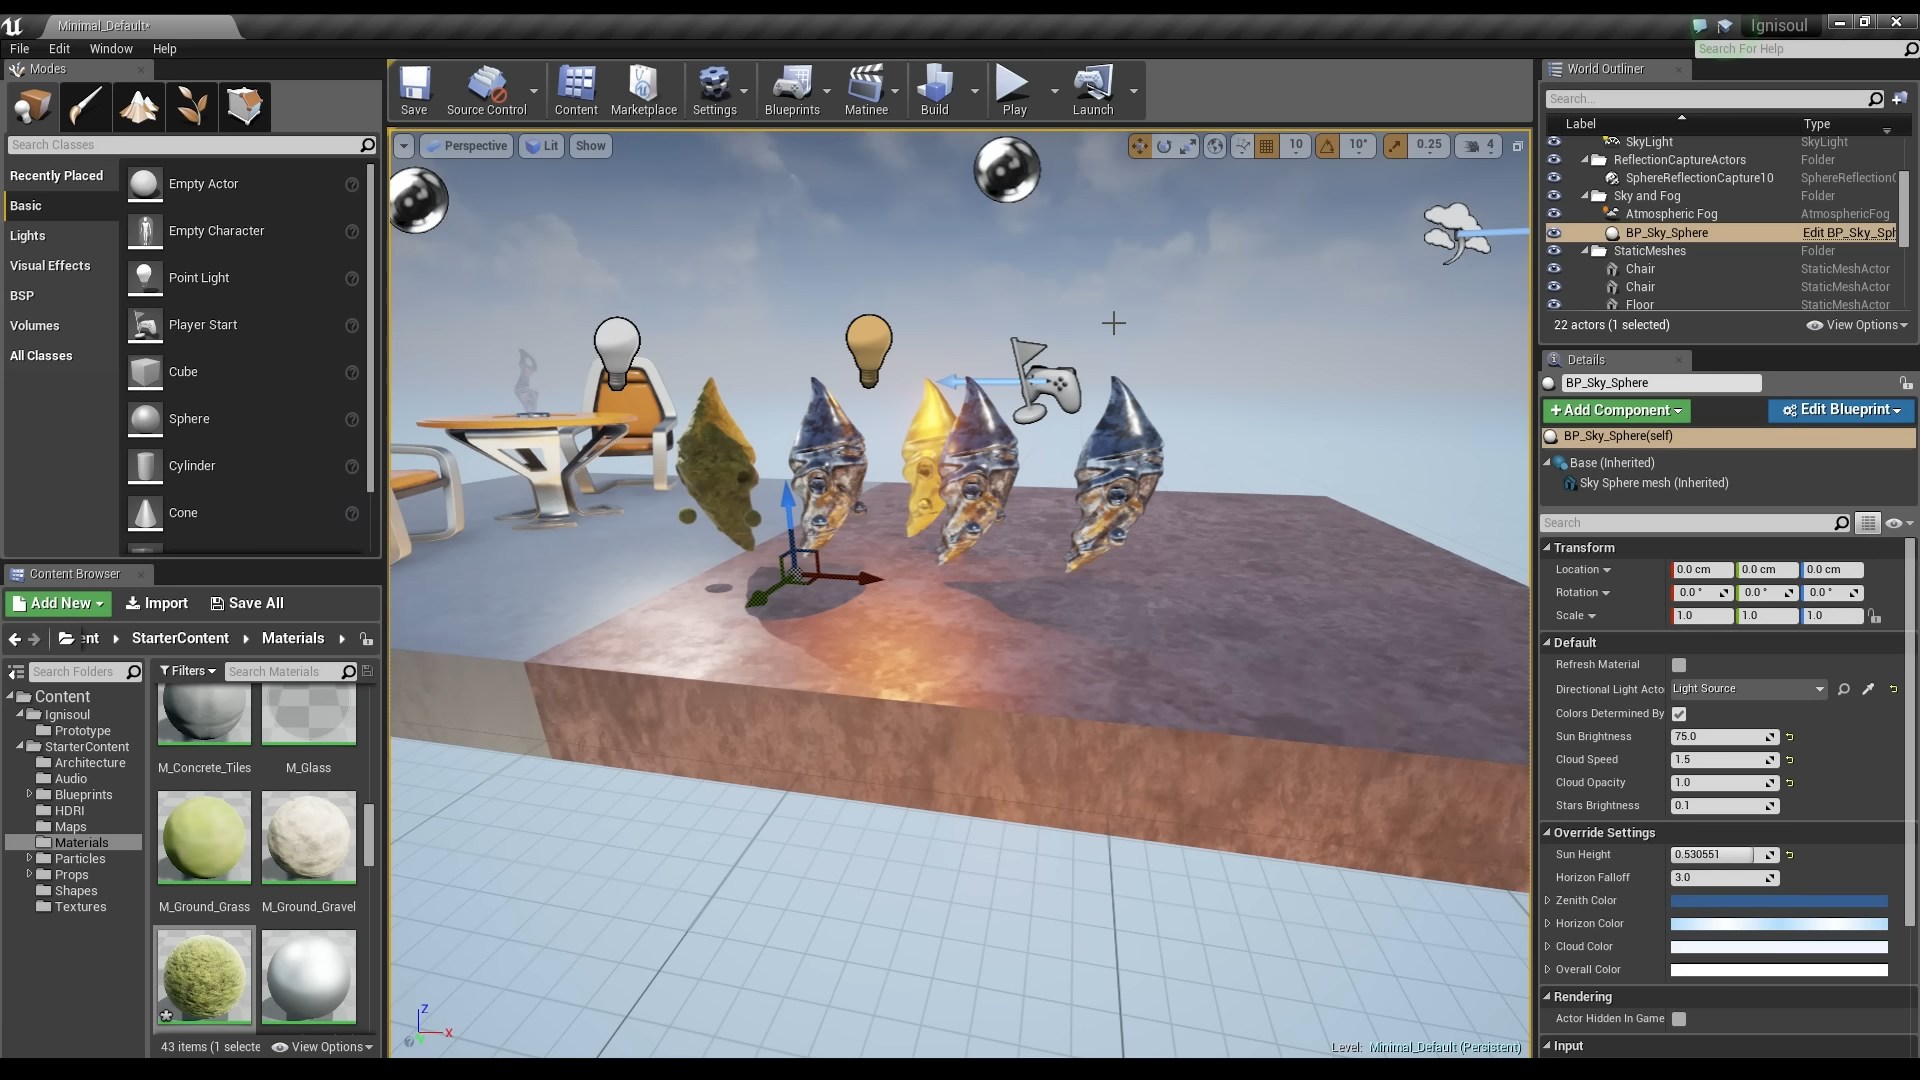 Minimal_Default*
Ignisoul
File Edit Window Help
Search For Help
Modes
Search Classes
Recently Placed
Basic
Lights
Visual Effects
BSP
Volumes
All Classes
Empty Actor
Empty Character
Point Light
Player Start
Cube
Sphere
Cylinder
Cone
Save
Source Control
Content
Marketplace
Settings
Blueprints
Matinee
Build
Play
Launch
Perspective
Lit
Show
10
10°
0.25
4
World Outliner
Search...
Label Type
SkyLight SkyLight
ReflectionCaptureActors Folder
SphereReflectionCapture10 SphereReflectionC
Sky and Fog Folder
Atmospheric Fog AtmosphericFog
BP_Sky_Sphere Edit BP_Sky_Sph
StaticMeshes Folder
Chair StaticMeshActor
Chair StaticMeshActor
Floor StaticMeshActor
22 actors (1 selected)
View Options
Details
BP_Sky_Sphere
+Add Component
Edit Blueprint
BP_Sky_Sphere(self)
Base (Inherited)
Sky Sphere mesh (Inherited)
Search
Transform
Location 0.0 cm 0.0 cm 0.0 cm
Rotation 0.0 ° 0.0 ° 0.0 °
Scale 1.0 1.0 1.0
Default
Refresh Material
Directional Light Acto Light Source
Colors Determined By
Sun Brightness 75.0
Cloud Speed 1.5
Cloud Opacity 1.0
Stars Brightness 0.1
Override Settings
Sun Height 0.530551
Horizon Falloff 3.0
Zenith Color
Horizon Color
Cloud Color
Overall Color
Rendering
Actor Hidden In Game
Input
Content Browser
Add New
Import
Save All
ent StarterContent Materials
Search Folders
Filters
Search Materials
Content
Ignisoul
Prototype
StarterContent
Architecture
Audio
Blueprints
HDRI
Maps
Materials
Particles
Props
Shapes
Textures
M_Concrete_Tiles
M_Glass
M_Ground_Grass
M_Ground_Gravel
43 items (1 selecte
View Options
Z
X
Y
Level: Minimal_Default (Persistent)